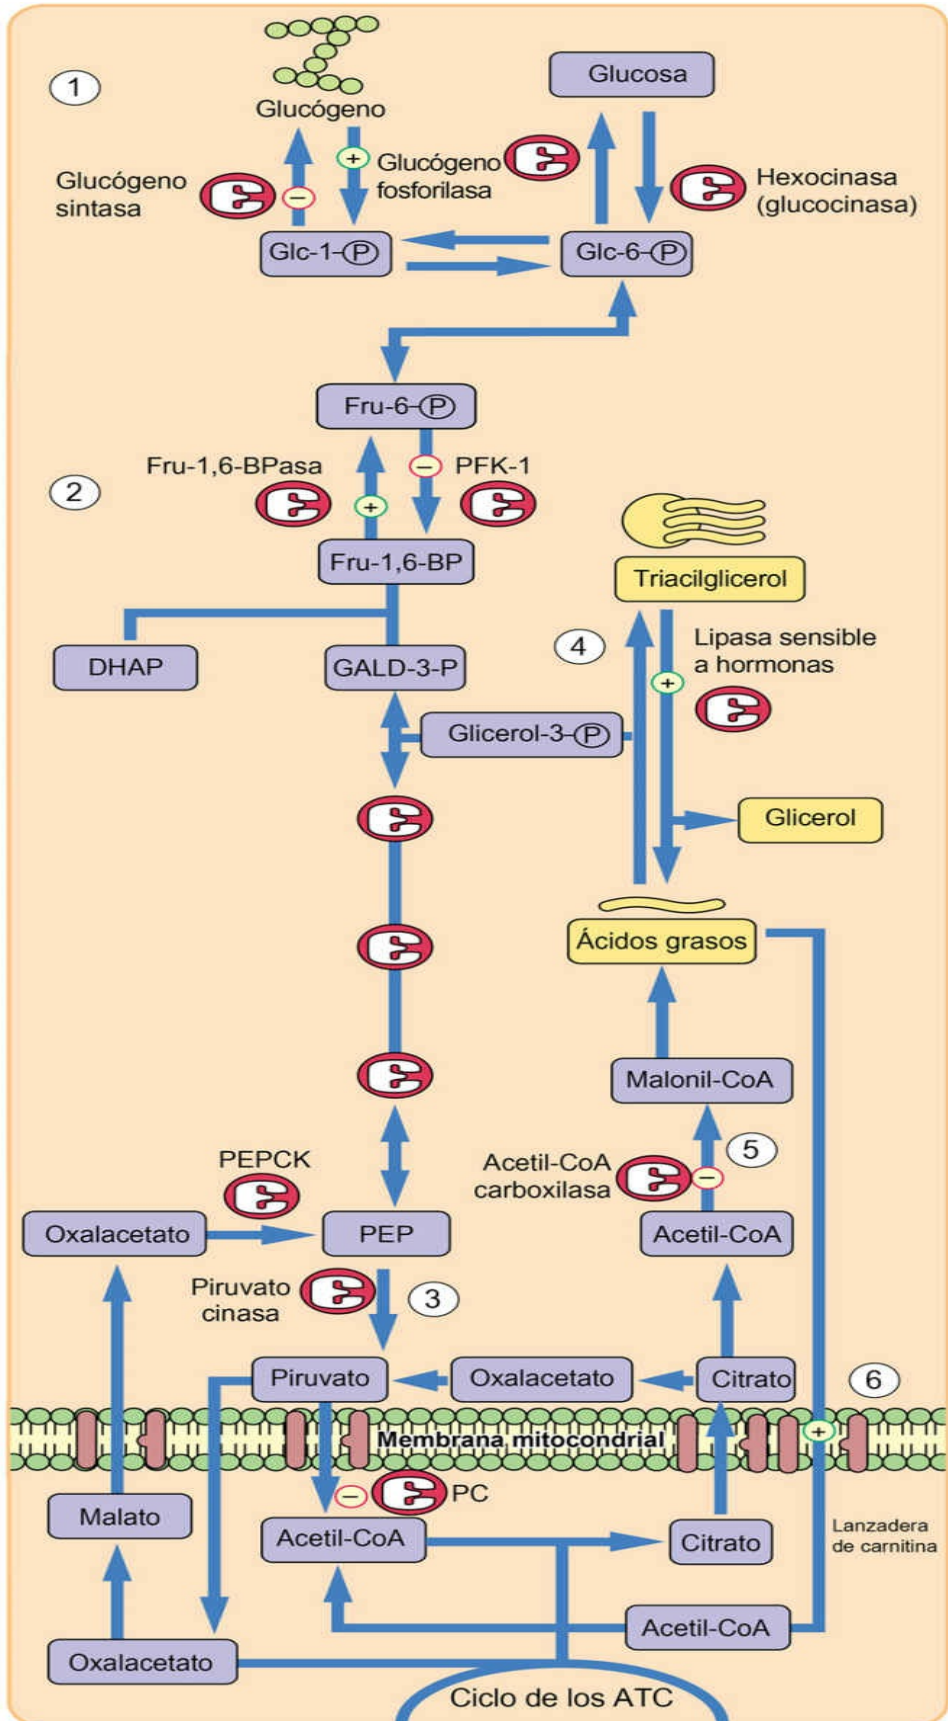 1
Glucógeno
Glucosa
Glucógeno
sintasa
−
+
Glucógeno
fosforilasa
Hexocinasa
(glucocinasa)
Glc-1-P
Glc-6-P
Fru-6-P
2
Fru-1,6-BPasa
+
−
PFK-1
Fru-1,6-BP
DHAP
GALD-3-P
Glicerol-3-P
Triacilglicerol
4
Lipasa sensible
a hormonas
+
Glicerol
Ácidos grasos
Malonil-CoA
5
Acetil-CoA
carboxilasa
−
Acetil-CoA
PEPCK
Oxalacetato
PEP
Piruvato
cinasa
3
Piruvato
Oxalacetato
Citrato
6
Membrana mitocondrial
+
−
PC
Malato
Acetil-CoA
Citrato
Lanzadera
de carnitina
Acetil-CoA
Oxalacetato
Ciclo de los ATC